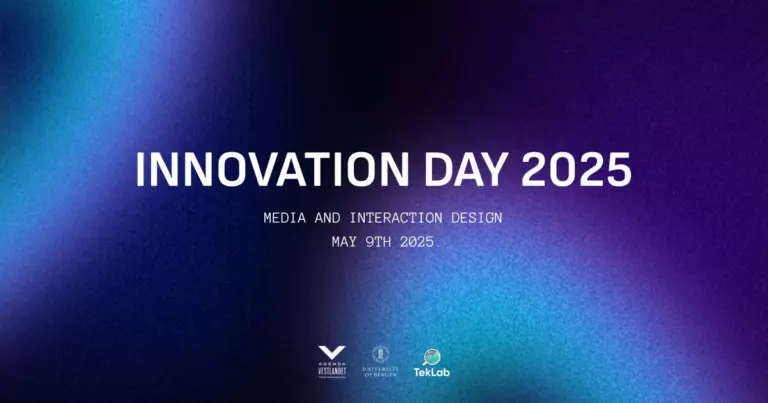 INNOVATION DAY 2025
MEDIA AND INTERACTION DESIGN
MAY 9TH 2025
AGENDA
VESTLANDET
UNIVERSITY
OF BERGEN
TekLab